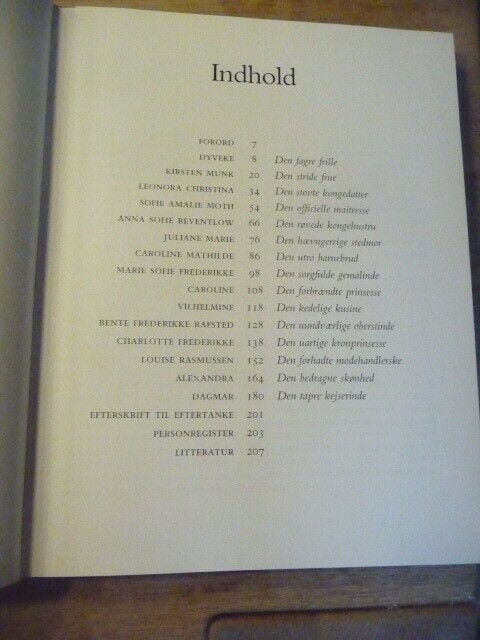 Indhold
FORORD 7
DYVEKE 8 Den fagre frille
KIRSTEN MUNK 20 Den stride frue
LEONORA CHRISTINA 34 Den støvte kongedatter
SOFIE AMALIE MOTH 54 Den officielle maitresse
ANNA SOFIE REVENTLOW 66 Den røvede kongehustru
JULIANE MARIE 76 Den hævngerrige stedmor
CAROLINE MATHILDE 86 Den utro barnebrud
MARIE SOFIE FREDERIKKE 98 Den sorgfulde gemalinde
CAROLINE 108 Den forbrændte prinsesse
VILHELMINE 118 Den kedelige kusine
BENTE FREDERIKKE RAFSTED 128 Den uundværlige oberstinde
CHARLOTTE FREDERIKKE 138 Den uartige kronprinsesse
LOUISE RASMUSSEN 152 Den forhadte modehandlerske
ALEXANDRA 164 Den bedragne skønhed
DAGMAR 180 Den tapre kejserinde
EFTERSKRIFT TIL EFTERTANKE 201
PERSONREGISTER 203
LITTERATUR 207